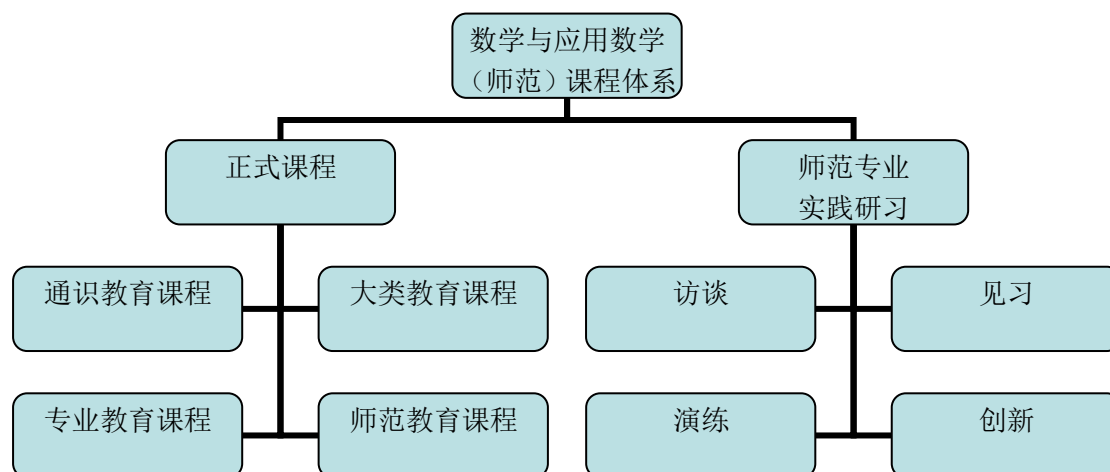 数学与应用数学
（师范）课程体系
正式课程
师范专业
实践研习
通识教育课程
大类教育课程
访谈
见习
专业教育课程
师范教育课程
演练
创新